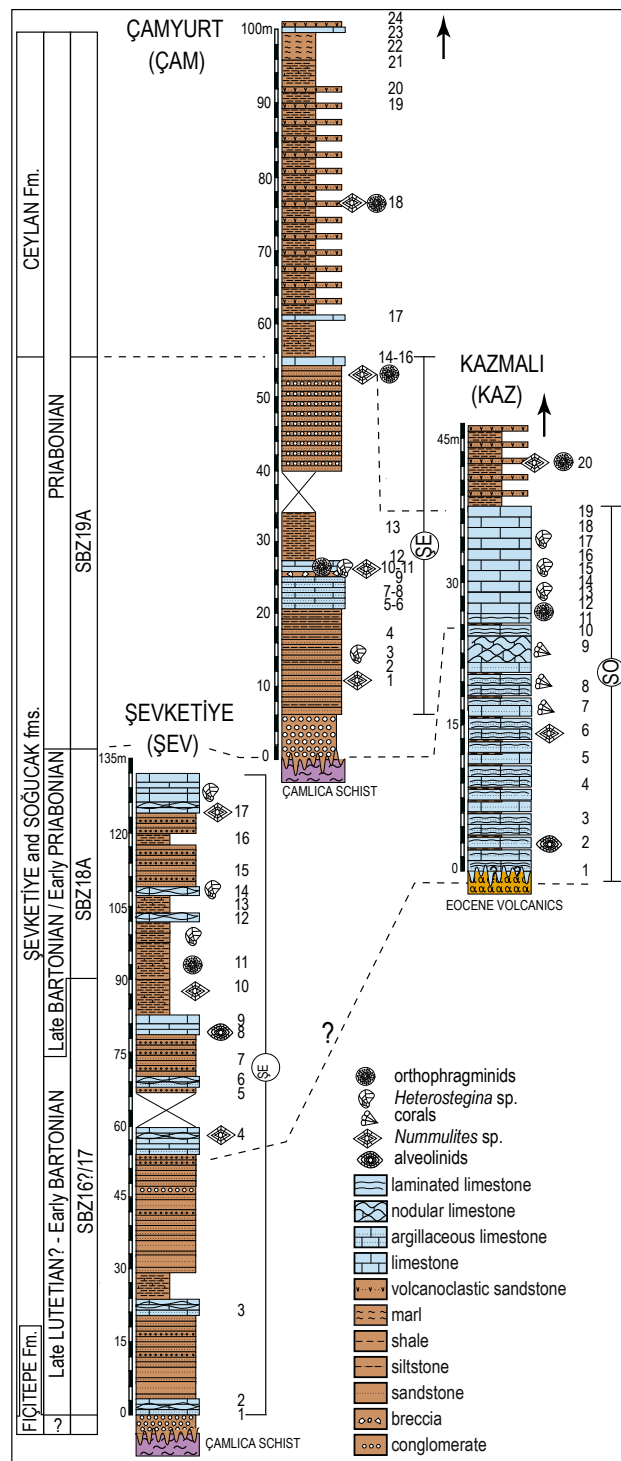 ÇAMYURT
(ÇAM)
100m
90
80
70
60
50
40
30
20
10
0
24
23
22
21
20
19
18
17
14-16
13
12
10-11
9
7-8
5-6
4
3
2
1
ŞE
ÇAMLICA SCHIST
KAZMALI
(KAZ)
45m
30
15
0
20
19
18
17
16
15
14
13
12
11
10
9
8
7
6
5
4
3
2
1
SO
EOCENE VOLCANICS
ŞEVKETİYE
(ŞEV)
135m
120
105
90
75
60
45
30
15
0
17
16
15
14
13
12
11
10
9
8
7
6
5
4
3
2
1
ŞE
ÇAMLICA SCHIST
?
CEYLAN Fm.
ŞEVKETİYE and SOĞUCAK fms.
FIÇITEPE Fm.
PRIABONIAN
Late BARTONIAN / Early PRIABONIAN
Late LUTETIAN? - Early BARTONIAN
?
SBZ19A
SBZ18A
SBZ16?/17
orthophragminids
Heterostegina sp.
corals
Nummulites sp.
alveolinids
laminated limestone
nodular limestone
argillaceous limestone
limestone
volcanoclastic sandstone
marl
shale
siltstone
sandstone
breccia
conglomerate